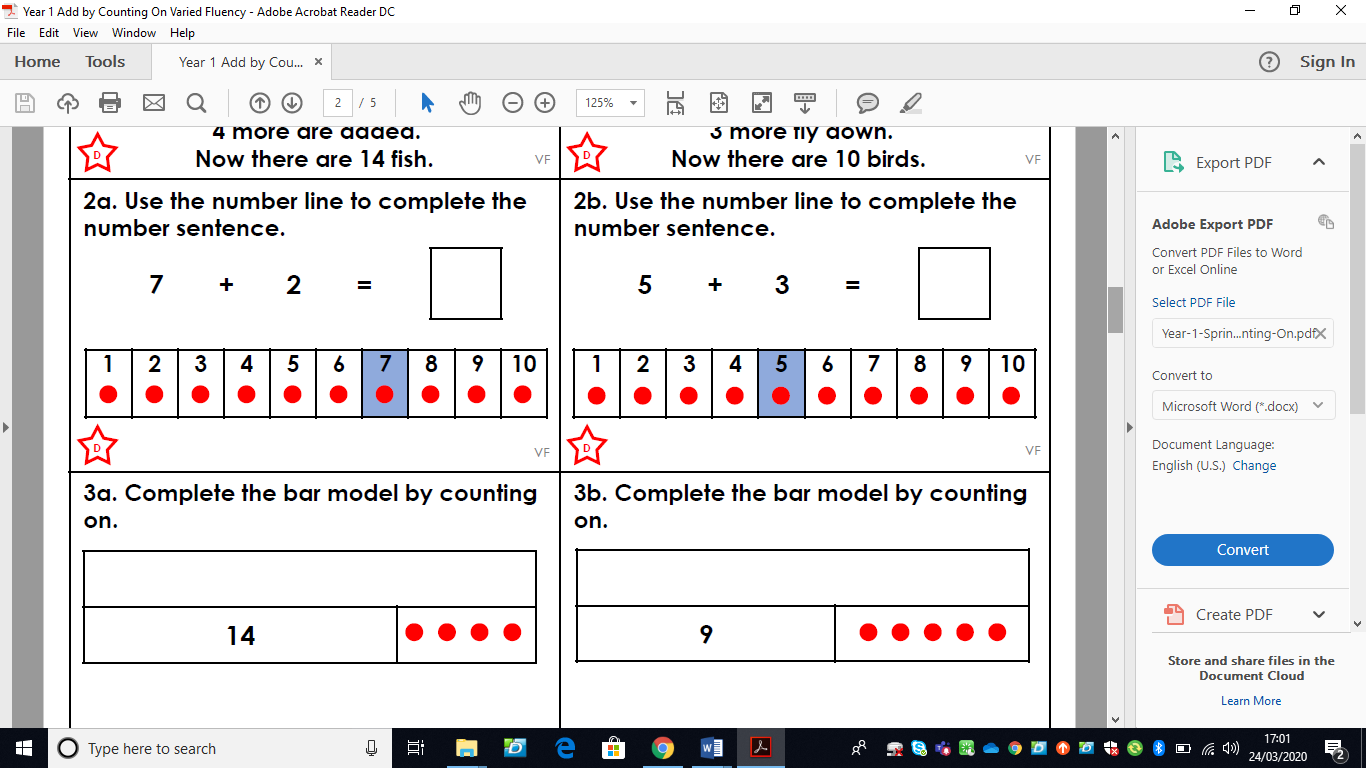 Year 1 Add by Counting On Varied Fluency - Adobe Acrobat Reader DC
File Edit View Window Help
Home Tools Year 1 Add by Cou... × ? Sign In
2 / 5 125%
4 more are added.
Now there are 14 fish.
D VF
3 more fly down.
Now there are 10 birds.
D VF
2a. Use the number line to complete the
number sentence.
7 + 2 =
1 2 3 4 5 6 7 8 9 10
D VF
2b. Use the number line to complete the
number sentence.
5 + 3 =
1 2 3 4 5 6 7 8 9 10
D VF
3a. Complete the bar model by counting
on.
14
3b. Complete the bar model by counting
on.
9
Export PDF
Adobe Export PDF
Convert PDF Files to Word
or Excel Online
Select PDF File
Year-1-Sprin...nting-On.pdf
Convert to
Microsoft Word (*.docx)
Document Language:
English (U.S.) Change
Convert
Create PDF
Store and share files in the
Document Cloud
Learn More
Type here to search
17:01
24/03/2020
2